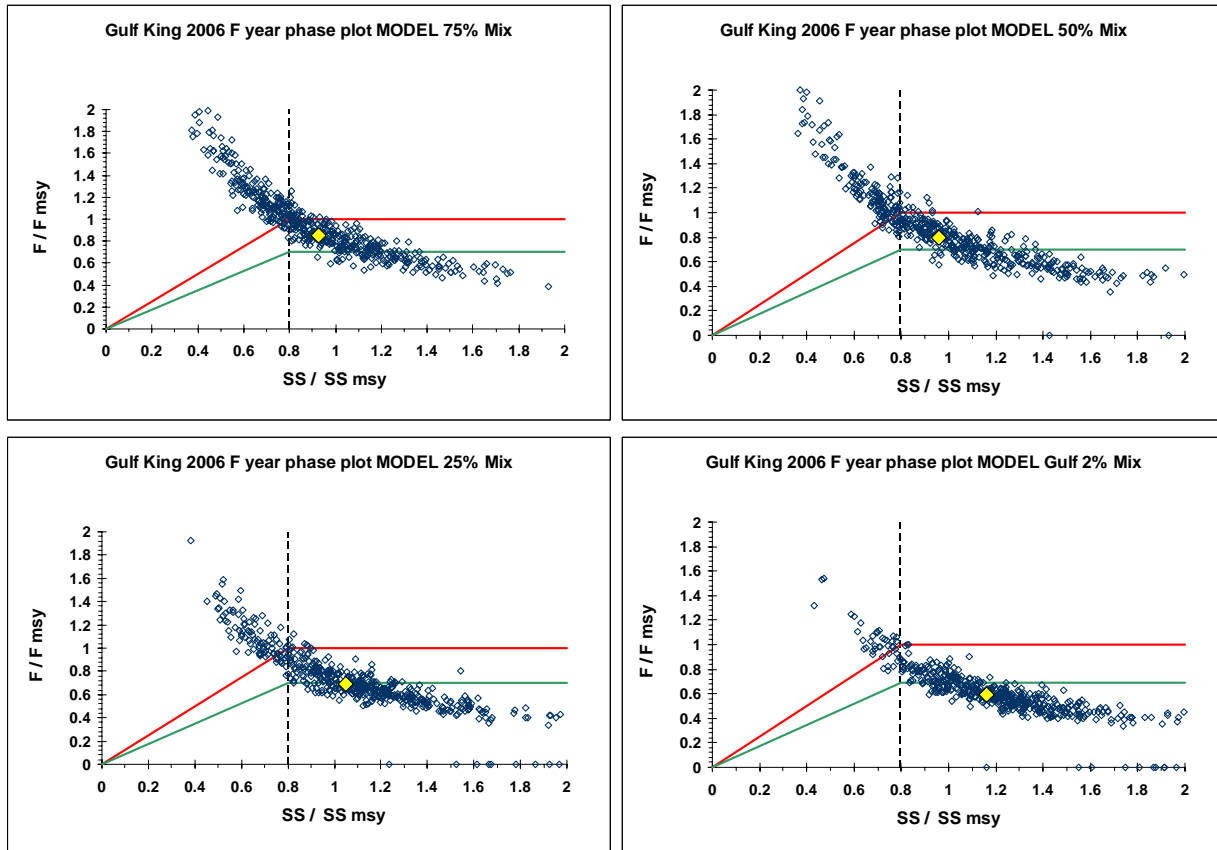 Gulf King 2006 F year phase plot MODEL 75% Mix
2
1.8
1.6
1.4
1.2
1
0.8
0.6
0.4
0.2
0
F / F msy
0 0.2 0.4 0.6 0.8 1 1.2 1.4 1.6 1.8 2
SS / SS msy
Gulf King 2006 F year phase plot MODEL 50% Mix
2
1.8
1.6
1.4
1.2
1
0.8
0.6
0.4
0.2
0
F / F msy
0 0.2 0.4 0.6 0.8 1 1.2 1.4 1.6 1.8 2
SS / SS msy
Gulf King 2006 F year phase plot MODEL 25% Mix
2
1.8
1.6
1.4
1.2
1
0.8
0.6
0.4
0.2
0
F / F msy
0 0.2 0.4 0.6 0.8 1 1.2 1.4 1.6 1.8 2
SS / SS msy
Gulf King 2006 F year phase plot MODEL Gulf 2% Mix
2
1.8
1.6
1.4
1.2
1
0.8
0.6
0.4
0.2
0
F / F msy
0 0.2 0.4 0.6 0.8 1 1.2 1.4 1.6 1.8 2
SS / SS msy